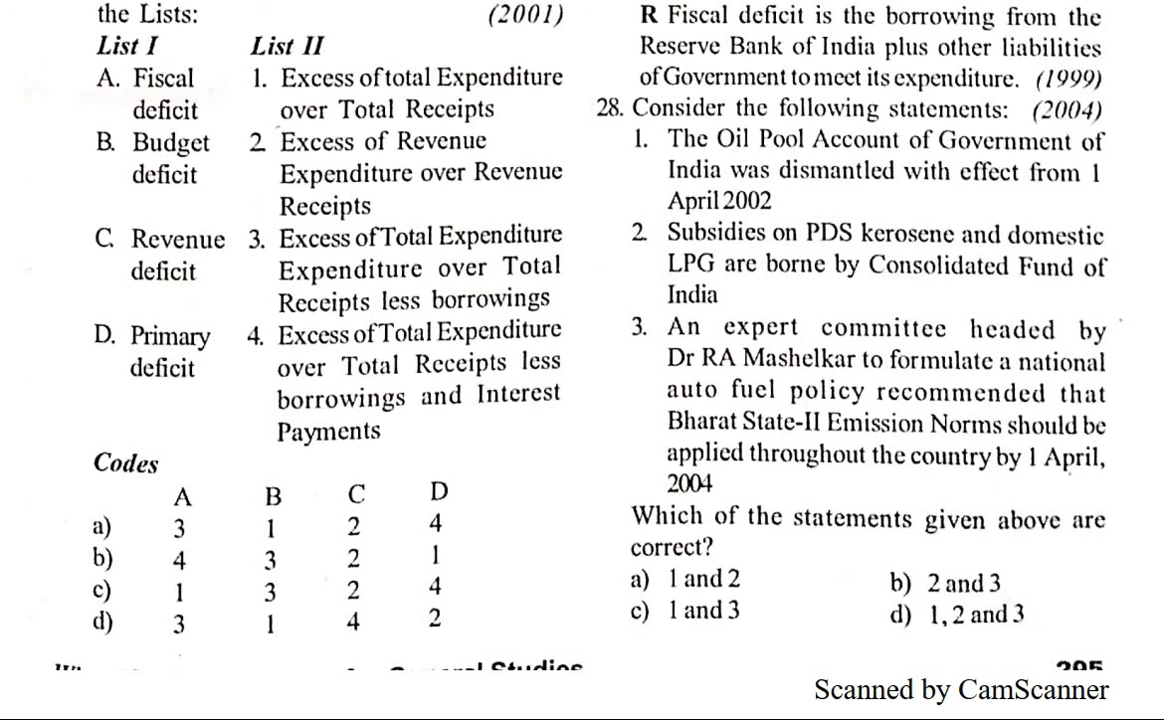 the Lists: (2001)
List I List II
A. Fiscal 1. Excess of total Expenditure
deficit over Total Receipts
B. Budget 2 Excess of Revenue
deficit Expenditure over Revenue
Receipts
C. Revenue 3. Excess of Total Expenditure
deficit Expenditure over Total
Receipts less borrowings
D. Primary 4. Excess of Total Expenditure
deficit over Total Receipts less
borrowings and Interest
Payments
Codes
A B C D
a) 3 1 2 4
b) 4 3 2 1
c) 1 3 2 4
d) 3 1 4 2
R Fiscal deficit is the borrowing from the
Reserve Bank of India plus other liabilities
of Government to meet its expenditure. (1999)
28. Consider the following statements: (2004)
1. The Oil Pool Account of Government of
India was dismantled with effect from 1
April 2002
2. Subsidies on PDS kerosene and domestic
LPG are borne by Consolidated Fund of
India
3. An expert committee headed by
Dr RA Mashelkar to formulate a national
auto fuel policy recommended that
Bharat State-II Emission Norms should be
applied throughout the country by 1 April,
2004
Which of the statements given above are
correct?
a) 1 and 2 b) 2 and 3
c) 1 and 3 d) 1, 2 and 3
Studies 205
Scanned by CamScanner